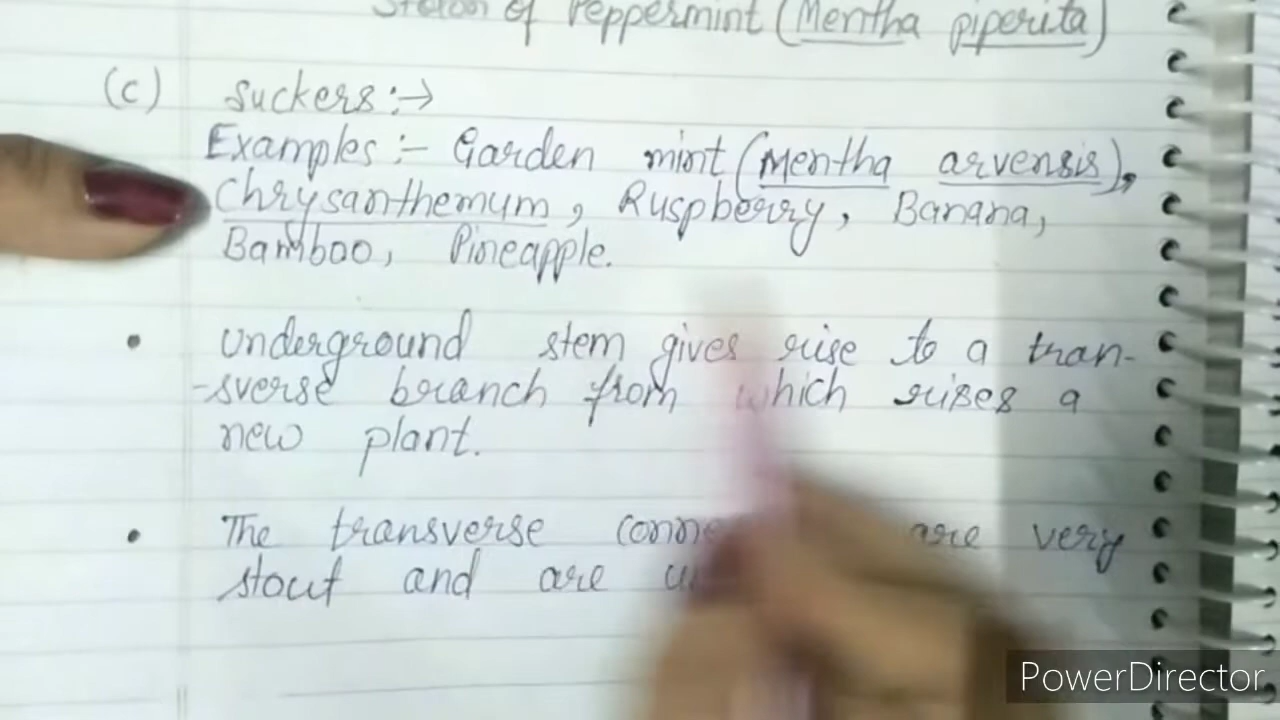 Stolon of Peppermint (Mentha piperita)
(c) Suckers :→
Examples :- Garden mint (Mentha arvensis),
Chrysanthemum, Ruspberry, Banana,
Bamboo, Pineapple.
• Underground stem gives rise to a tran-
-sverse branch from which rises a
new plant.
• The transverse are very
stout and are
PowerDirector